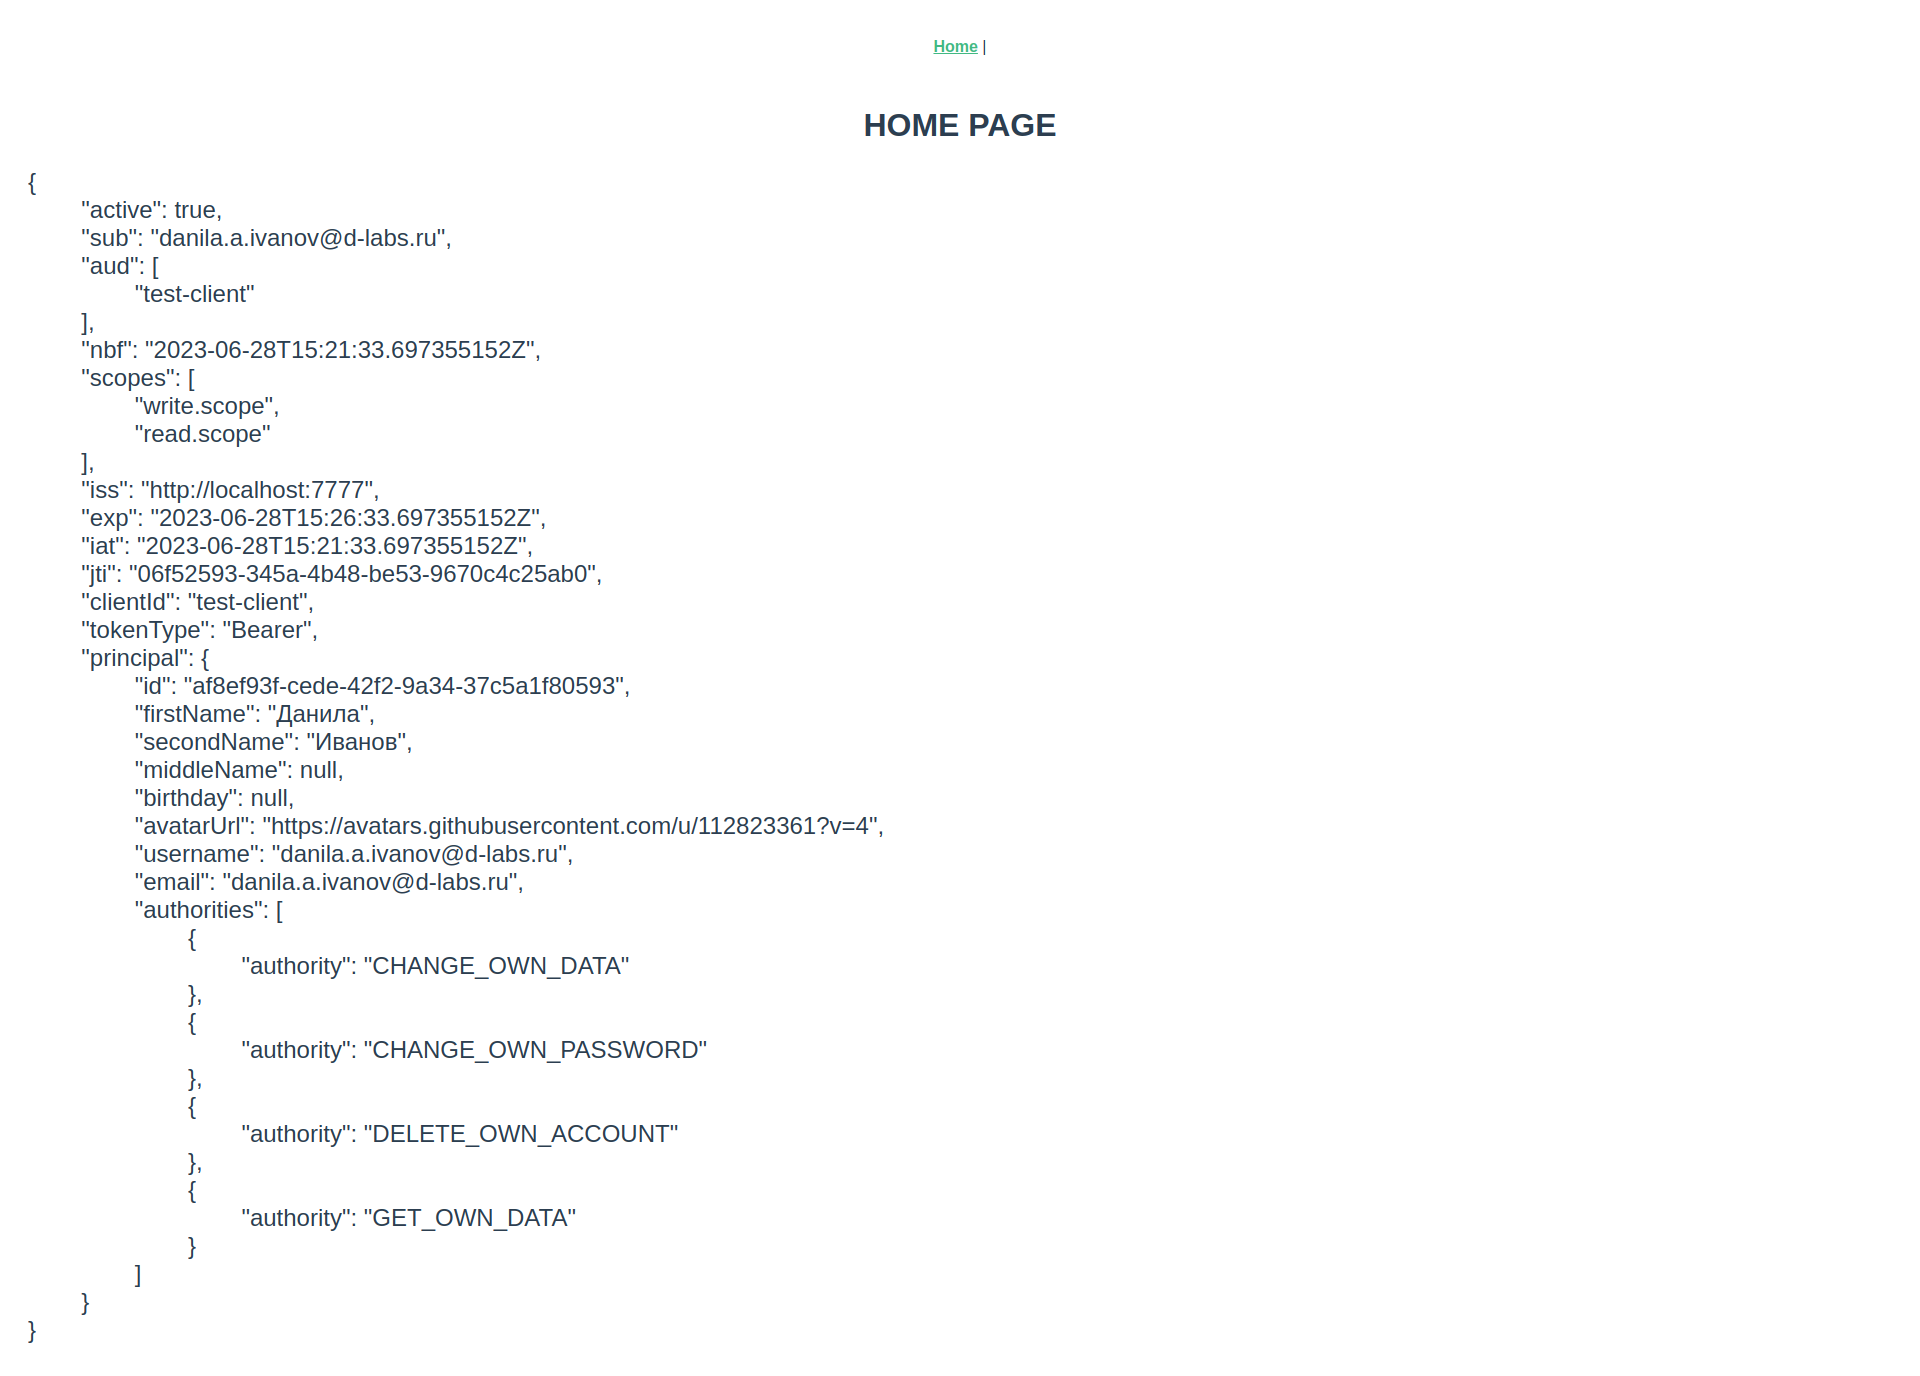 Home |
HOME PAGE
{
"active": true,
"sub": "danila.a.ivanov@d-labs.ru",
"aud": [
"test-client"
],
"nbf": "2023-06-28T15:21:33.697355152Z",
"scopes": [
"write.scope",
"read.scope"
],
"iss": "http://localhost:7777",
"exp": "2023-06-28T15:26:33.697355152Z",
"iat": "2023-06-28T15:21:33.697355152Z",
"jti": "06f52593-345a-4b48-be53-9670c4c25ab0",
"clientId": "test-client",
"tokenType": "Bearer",
"principal": {
"id": "af8ef93f-cede-42f2-9a34-37c5a1f80593",
"firstName": "Данила",
"secondName": "Иванов",
"middleName": null,
"birthday": null,
"avatarUrl": "https://avatars.githubusercontent.com/u/112823361?v=4",
"username": "danila.a.ivanov@d-labs.ru",
"email": "danila.a.ivanov@d-labs.ru",
"authorities": [
{
"authority": "CHANGE_OWN_DATA"
},
{
"authority": "CHANGE_OWN_PASSWORD"
},
{
"authority": "DELETE_OWN_ACCOUNT"
},
{
"authority": "GET_OWN_DATA"
}
]
}
}